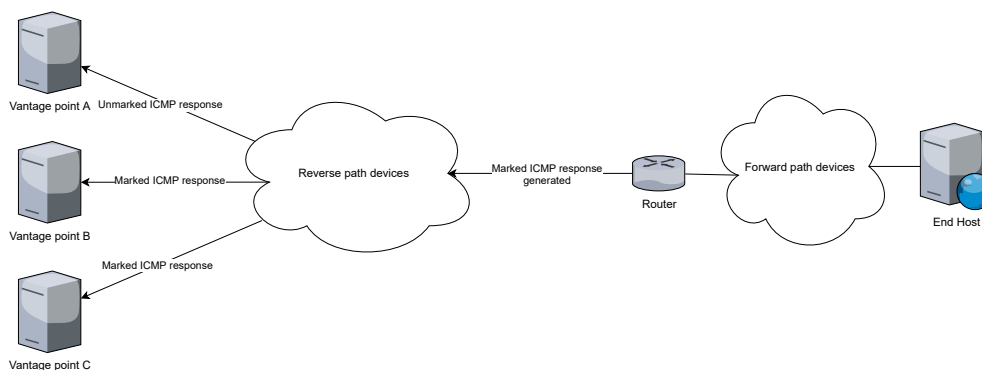 Vantage point A
Unmarked ICMP response
Vantage point B
Marked ICMP response
Vantage point C
Marked ICMP response
Reverse path devices
Marked ICMP response
generated
Router
Forward path devices
End Host